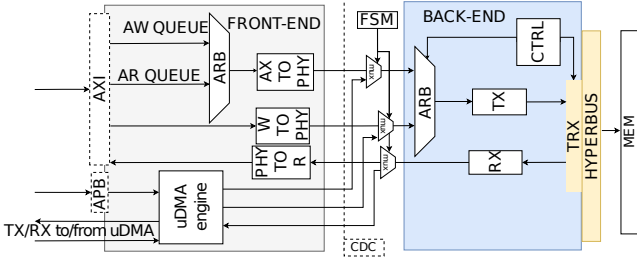 FRONT-END
FSM
BACK-END
AW QUEUE
AR QUEUE
AXI
ARB
AX
TO
PHY
mux
ARB
CTRL
TX
TRX
HYPERBUS
MEM
W
TO
PHY
mux
PHY
TO
R
mux
RX
APB
uDMA
engine
TX/RX to/from uDMA
CDC